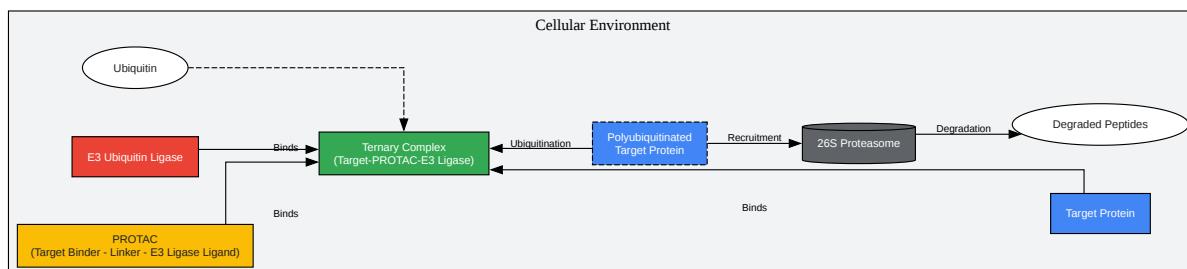 Cellular Environment
Ubiquitin
E3 Ubiquitin Ligase
Binds
Ternary Complex
(Target-PROTAC-E3 Ligase)
Ubiquitination
Polyubiquitinated
Target Protein
Recruitment
26S Proteasome
Degradation
Degraded Peptides
PROTAC
(Target Binder - Linker - E3 Ligase Ligand)
Binds
Binds
Target Protein